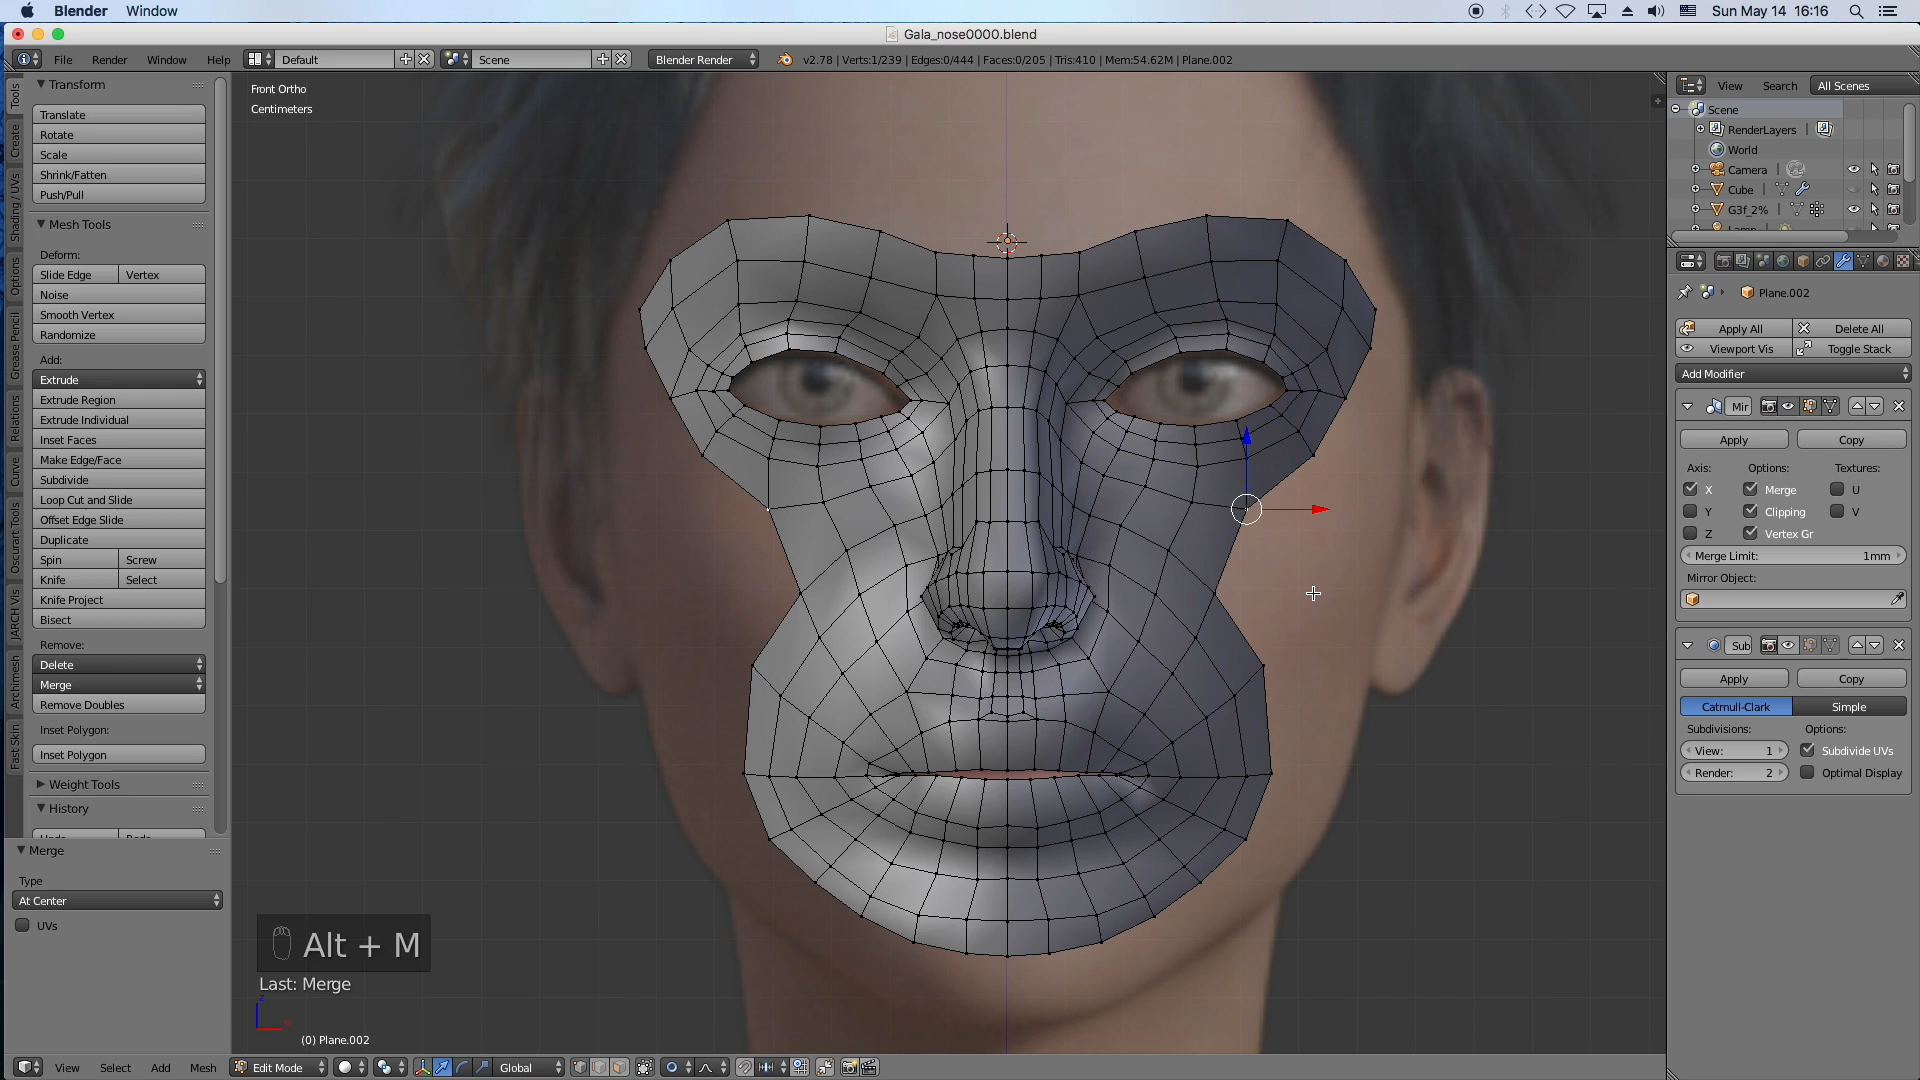 Blender Window
Sun May 14 16:16
Gala_nose0000.blend
File Render Window Help Default Scene Blender Render v2.78 | Verts:1/239 | Edges:0/444 | Faces:0/205 | Tris:410 | Mem:54.62M | Plane.002
Tools
Create
Shading / UVs
Options
Grease Pencil
Relations
Curve
Oscurart Tools
JARCH Vis
Archimesh
Fast Skin
Transform
Translate
Rotate
Scale
Shrink/Fatten
Push/Pull
Mesh Tools
Deform:
Slide Edge Vertex
Noise
Smooth Vertex
Randomize
Add:
Extrude
Extrude Region
Extrude Individual
Inset Faces
Make Edge/Face
Subdivide
Loop Cut and Slide
Offset Edge Slide
Duplicate
Spin Screw
Knife Select
Knife Project
Bisect
Remove:
Delete
Merge
Remove Doubles
Inset Polygon:
Inset Polygon
Weight Tools
History
Undo Redo
Merge
Type
At Center
UVs
Front Ortho
Centimeters
Alt + M
Last: Merge
z
(0) Plane.002
View Select Add Mesh Edit Mode Global
View Search All Scenes
Scene
RenderLayers
World
Camera
Cube
G3f_2%
Lamp
Plane.002
Apply All Delete All
Viewport Vis Toggle Stack
Add Modifier
Mir
Apply Copy
Axis: Options: Textures:
X Merge U
Y Clipping V
Z Vertex Gr
Merge Limit: 1mm
Mirror Object:
Sub
Apply Copy
Catmull-Clark Simple
Subdivisions: Options:
View: 1 Subdivide UVs
Render: 2 Optimal Display